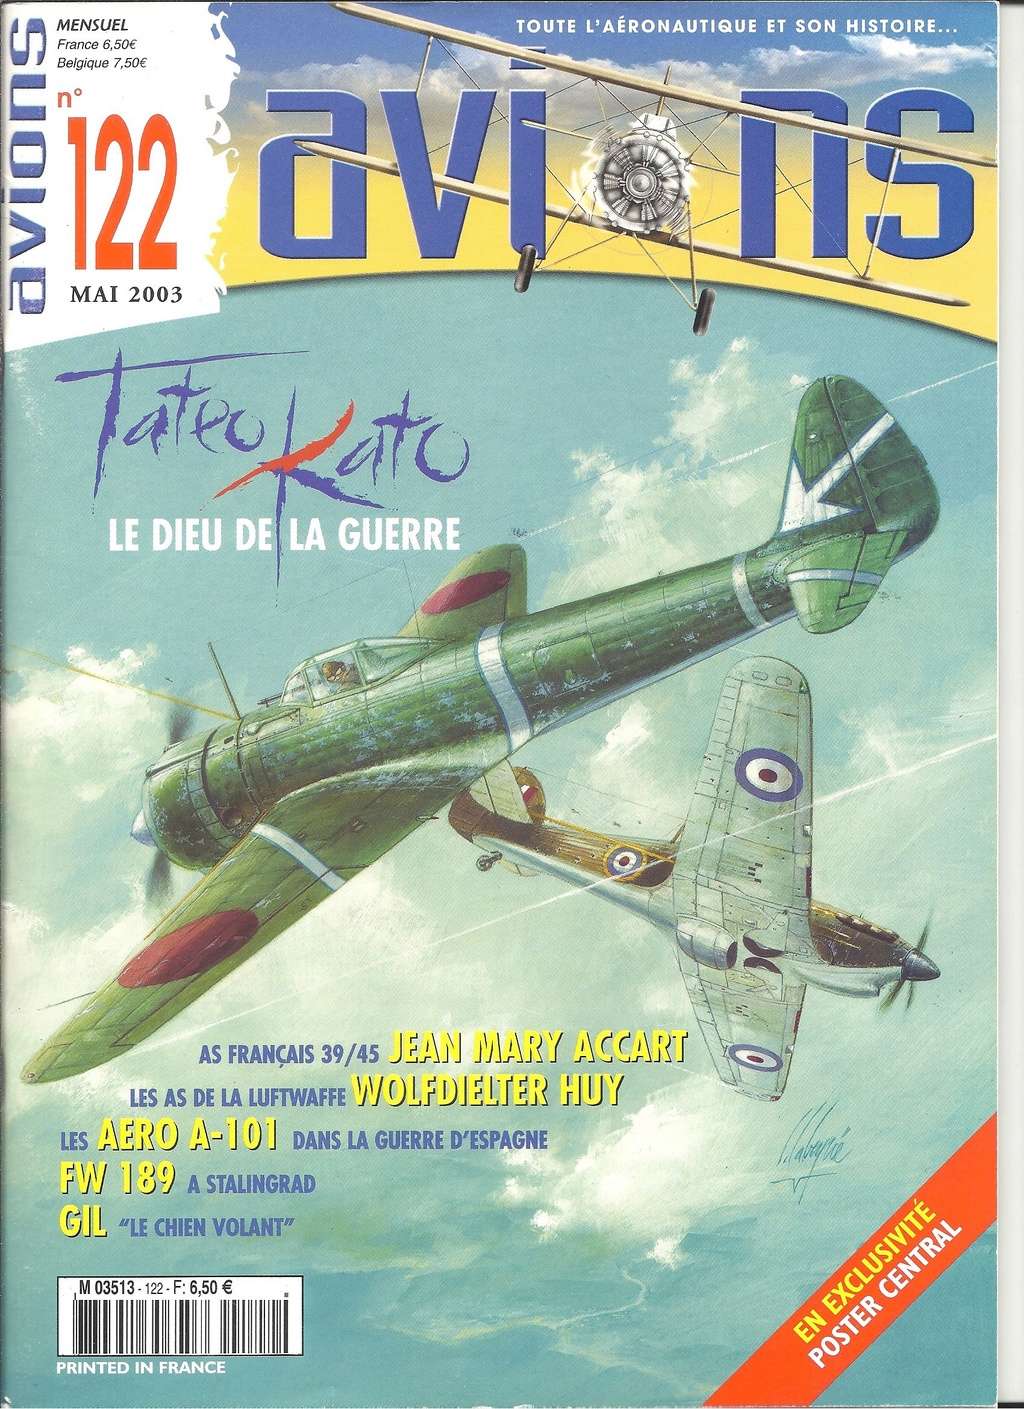 avions
MENSUEL
France 6,50€
Belgique 7,50€
n°
122
MAI 2003
TOUTE L'AÉRONAUTIQUE ET SON HISTOIRE...
avions
Tateo Kato
LE DIEU DE LA GUERRE
AS FRANÇAIS 39/45 JEAN MARY ACCART
LES AS DE LA LUFTWAFFE WOLFDIELTER HUY
LES AERO A-101 DANS LA GUERRE D'ESPAGNE
FW 189 A STALINGRAD
GIL "LE CHIEN VOLANT"
EN EXCLUSIVITÉ
POSTER CENTRAL
M 03513 - 122 - F: 6,50 €
PRINTED IN FRANCE